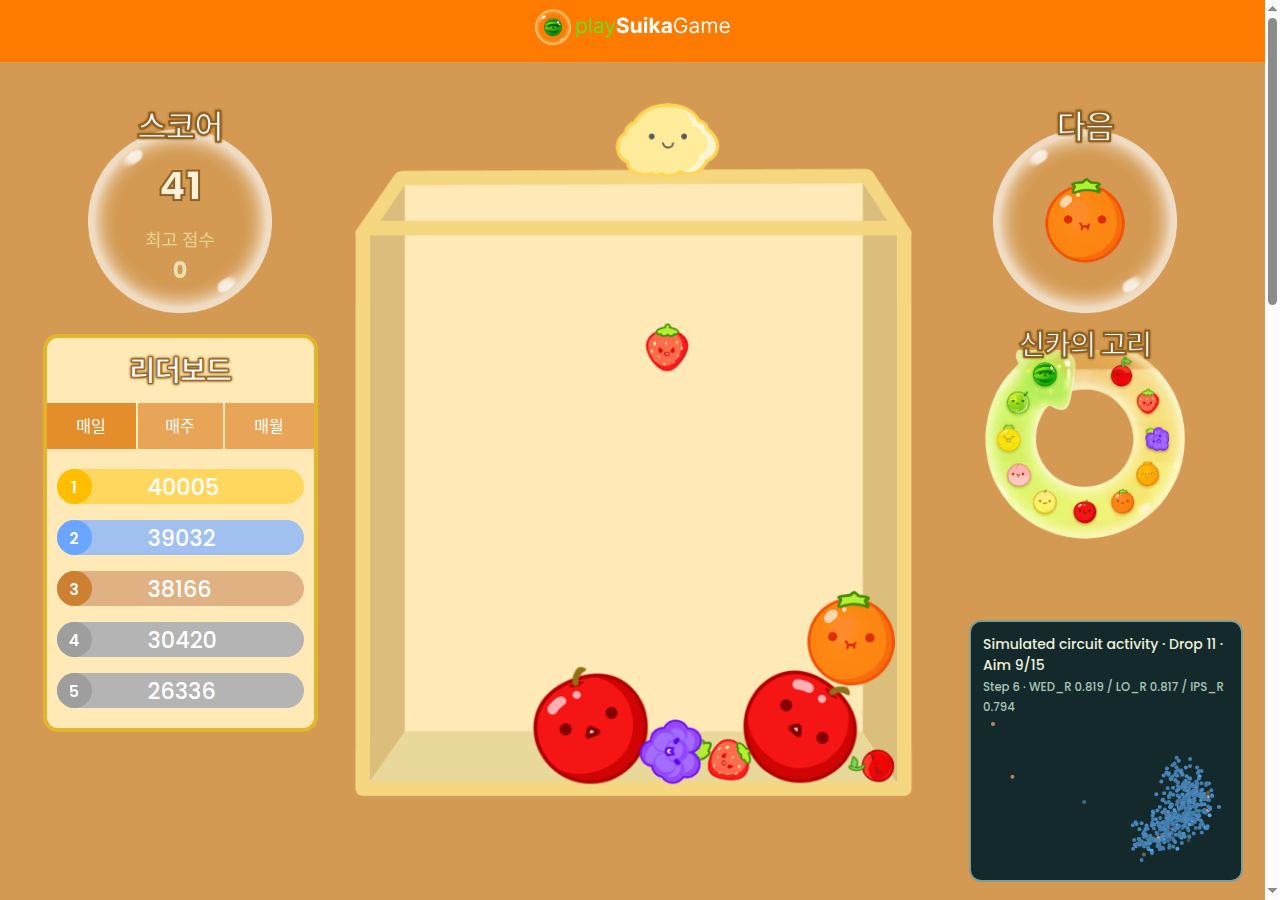 playSuikaGame
스코어
41
최고 점수
0
다음
신카의 고리
리더보드
매일 매주 매월
1 40005
2 39032
3 38166
4 30420
5 26336
Simulated circuit activity · Drop 11 ·
Aim 9/15
Step 6 · WED_R 0.819 / LO_R 0.817 / IPS_R
0.794